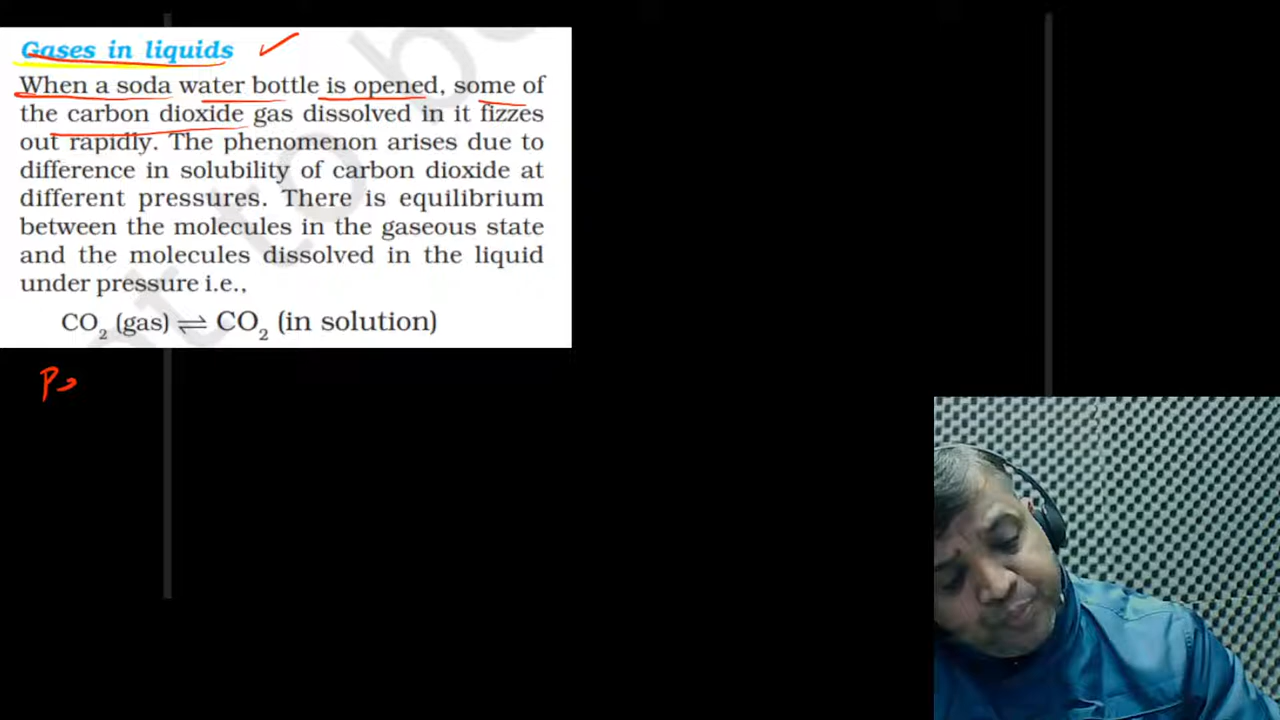 Gases in liquids
When a soda water bottle is opened, some of
the carbon dioxide gas dissolved in it fizzes
out rapidly. The phenomenon arises due to
difference in solubility of carbon dioxide at
different pressures. There is equilibrium
between the molecules in the gaseous state
and the molecules dissolved in the liquid
under pressure i.e.,
CO₂ (gas) ⇌ CO₂ (in solution)